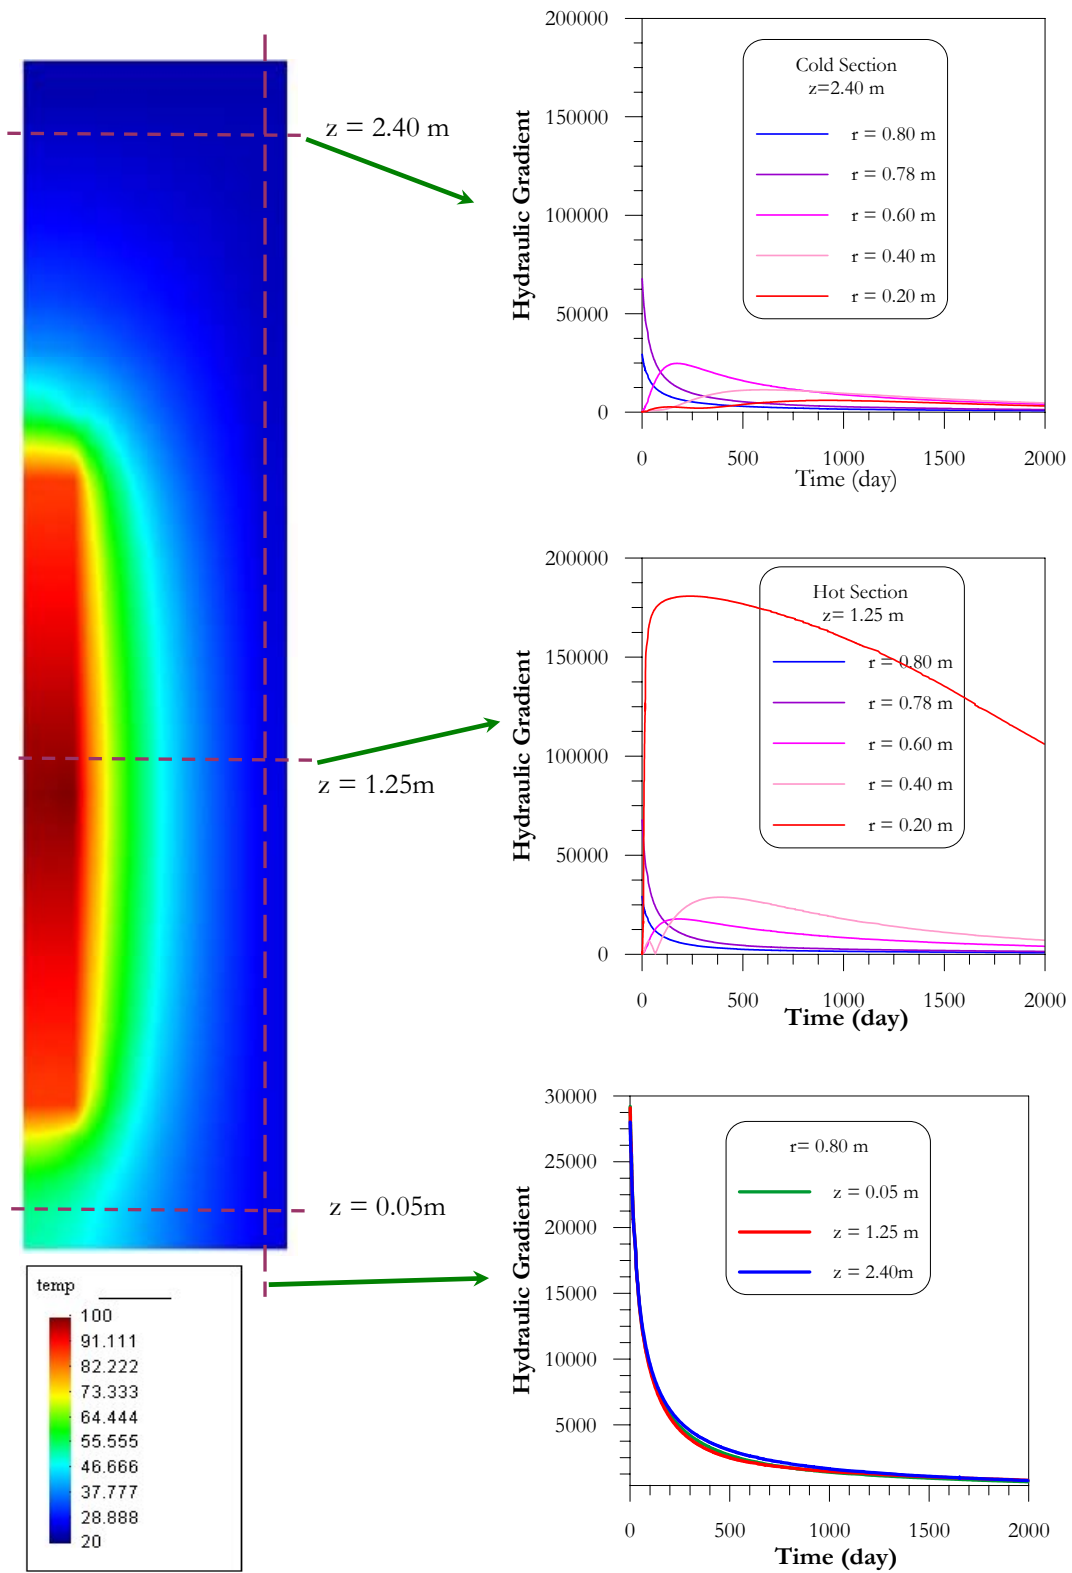 z = 2.40 m
z = 1.25m
z = 0.05m
temp
100
91.111
82.222
73.333
64.444
55.555
46.666
37.777
28.888
20
200000
150000
100000
50000
0
Hydraulic Gradient
Cold Section
z=2.40 m
r = 0.80 m
r = 0.78 m
r = 0.60 m
r = 0.40 m
r = 0.20 m
0 500 1000 1500 2000
Time (day)
200000
150000
100000
50000
0
Hydraulic Gradient
Hot Section
z= 1.25 m
r = 0.80 m
r = 0.78 m
r = 0.60 m
r = 0.40 m
r = 0.20 m
0 500 1000 1500 2000
Time (day)
30000
25000
20000
15000
10000
5000
Hydraulic Gradient
r= 0.80 m
z = 0.05 m
z = 1.25 m
z = 2.40m
0 500 1000 1500 2000
Time (day)